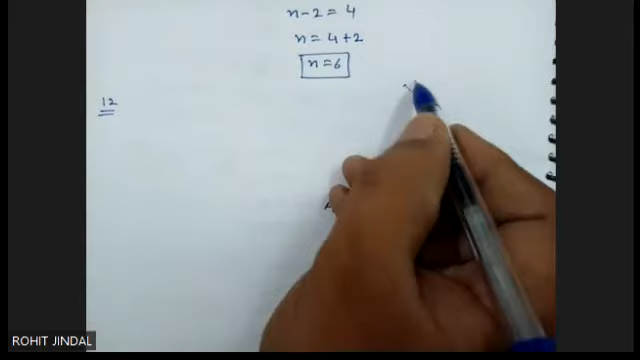 n - 2 = 4
n = 4 + 2
n = 6
12
ROHIT JINDAL